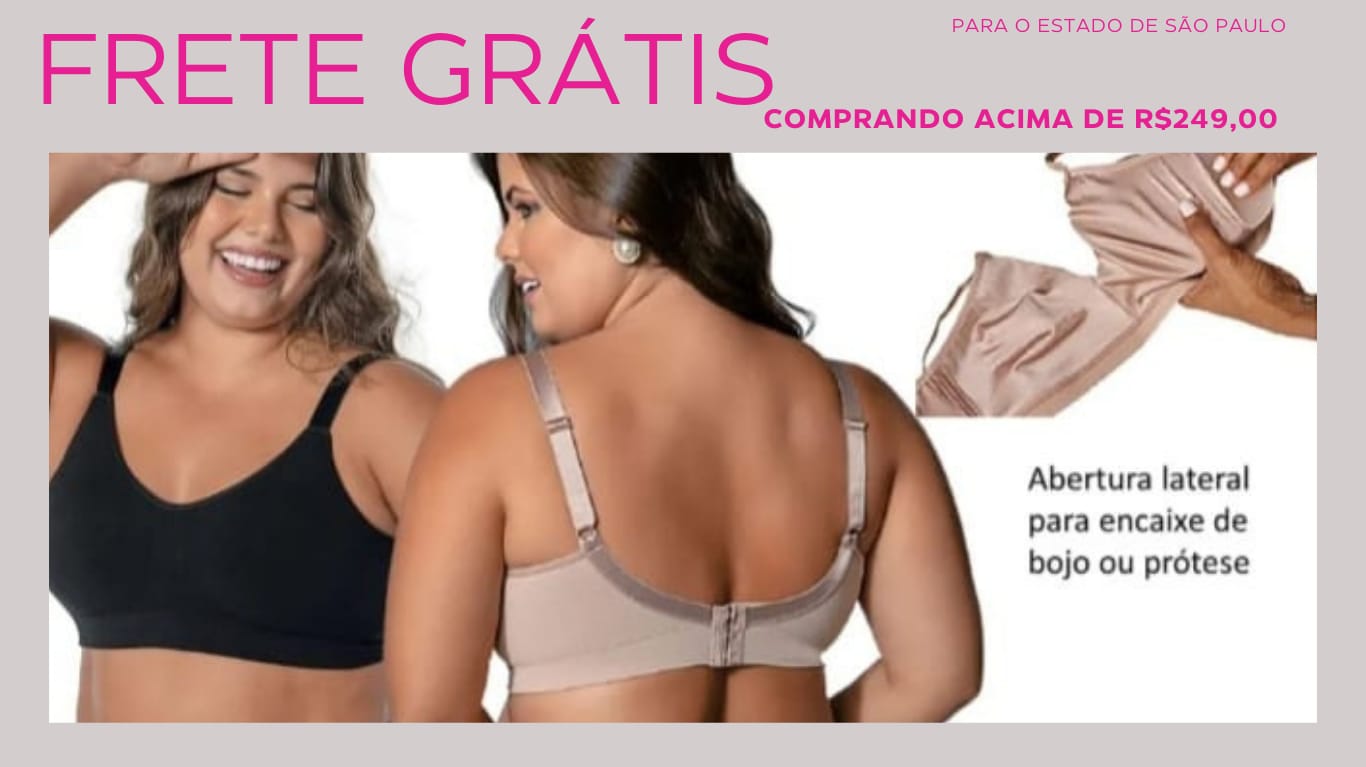 FRETE GRÁTIS
PARA O ESTADO DE SÃO PAULO
COMPRANDO ACIMA DE R$249,00
Abertura lateral
para encaixe de
bojo ou prótese